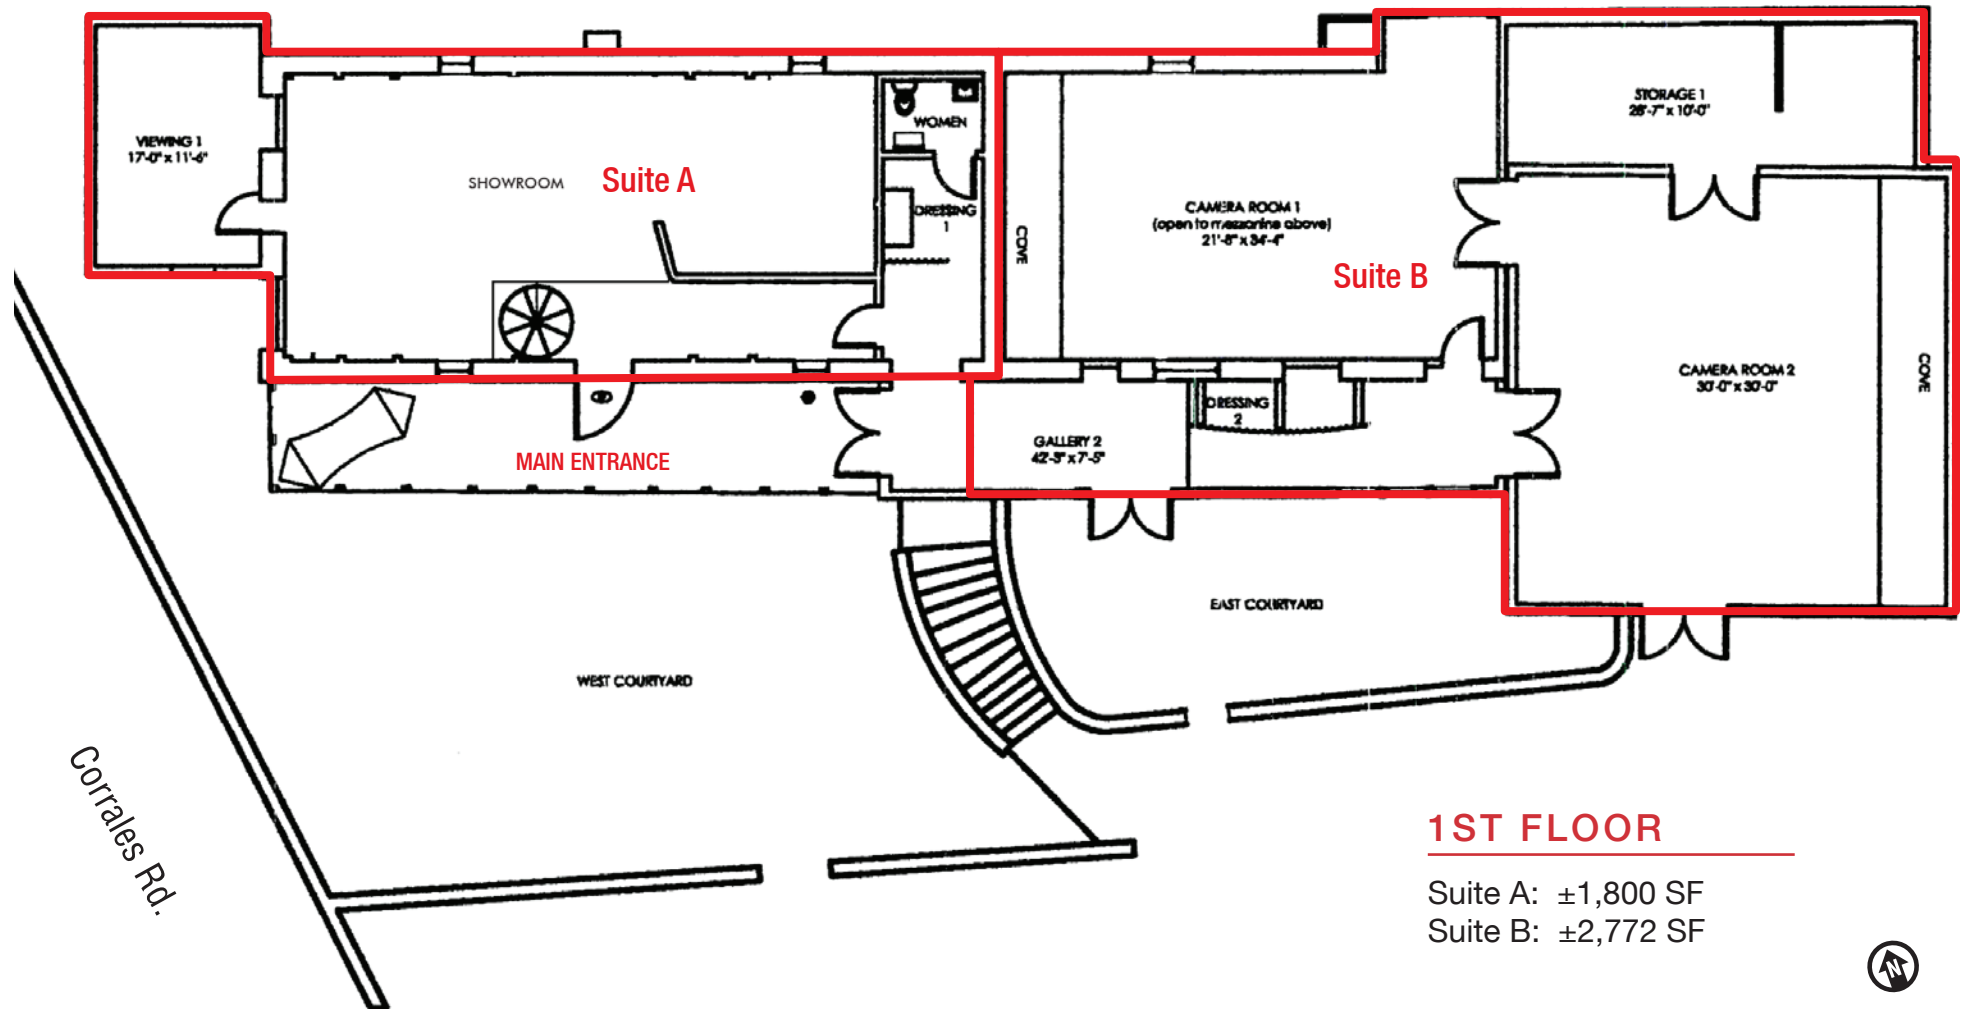 VIEWING 1
17'-0" x 11'-6"
SHOWROOM
Suite A
WOMEN
DRESSING
1
COVE
CAMERA ROOM 1
(open to mezzanine above)
21'-8" x 34'-4"
Suite B
STORAGE 1
28'-7" x 10'-0"
CAMERA ROOM 2
30'-0" x 30'-0"
COVE
DRESSING
2
GALLERY 2
42'-3" x 7'-5"
MAIN ENTRANCE
EAST COURTYARD
WEST COURTYARD
Corrales Rd.
1ST FLOOR
Suite A: ±1,800 SF
Suite B: ±2,772 SF
N